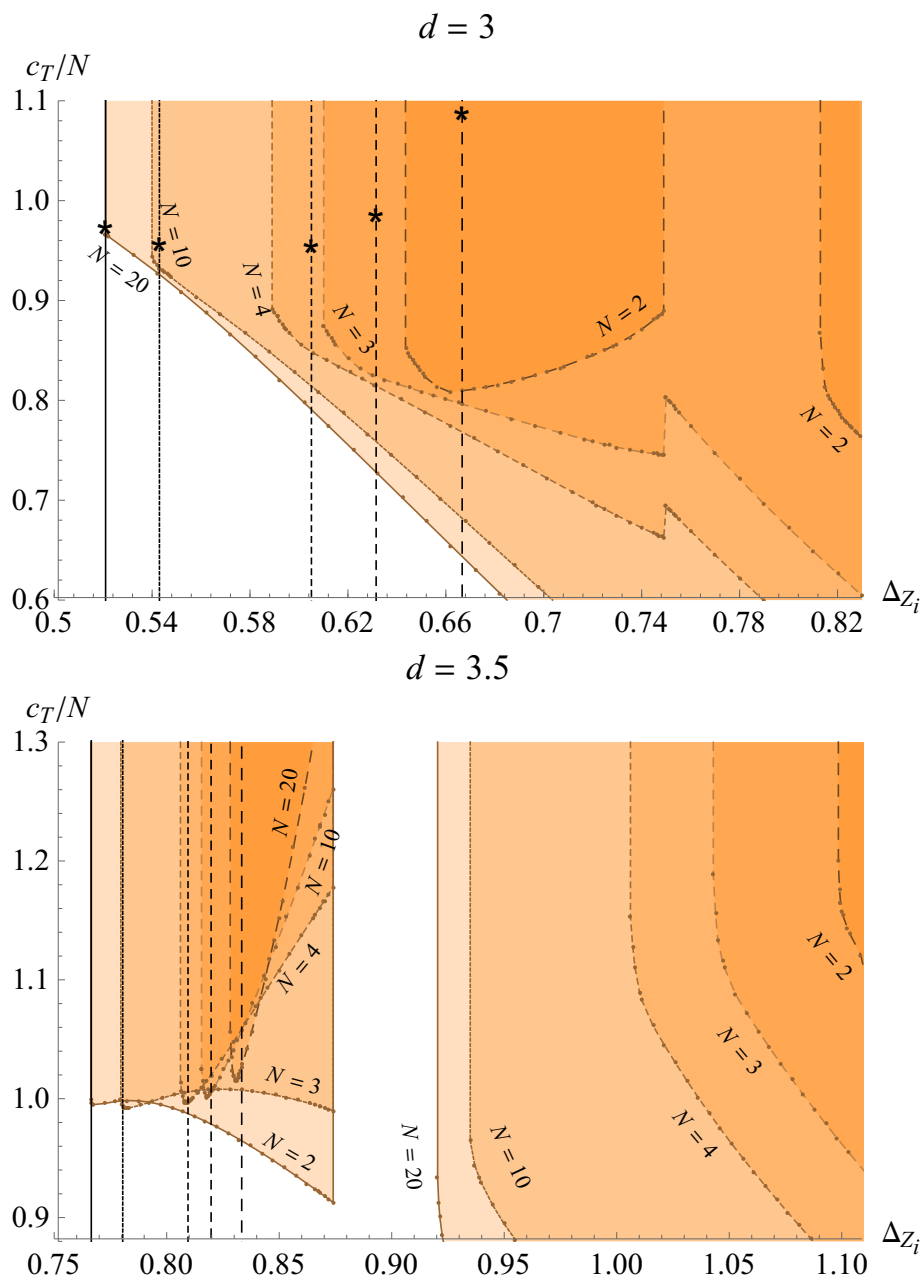 d = 3
c_T/N
1.1
1.0
0.9
0.8
0.7
0.6
N = 20
N = 10
N = 4
N = 3
N = 2
N = 2
0.5
0.54
0.58
0.62
0.66
0.7
0.74
0.78
0.82
Δ_{Z_i}
d = 3.5
c_T/N
1.3
1.2
1.1
1.0
0.9
N = 20
N = 10
N = 4
N = 3
N = 2
N = 20
N = 10
N = 4
N = 3
N = 2
0.75
0.80
0.85
0.90
0.95
1.00
1.05
1.10
Δ_{Z_i}